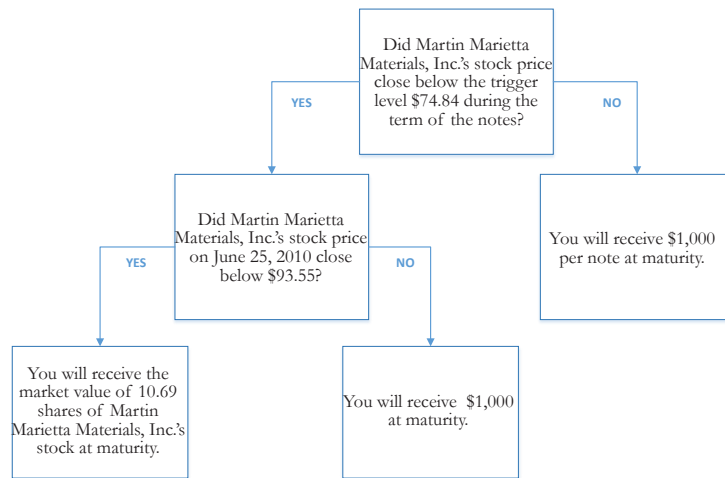 Did Martin Marietta
Materials, Inc.'s stock price
close below the trigger
level $74.84 during the
term of the notes?
YES
NO
Did Martin Marietta
Materials, Inc.'s stock price
on June 25, 2010 close
below $93.55?
You will receive $1,000
per note at maturity.
YES
NO
You will receive the
market value of 10.69
shares of Martin
Marietta Materials, Inc.'s
stock at maturity.
You will receive $1,000
at maturity.